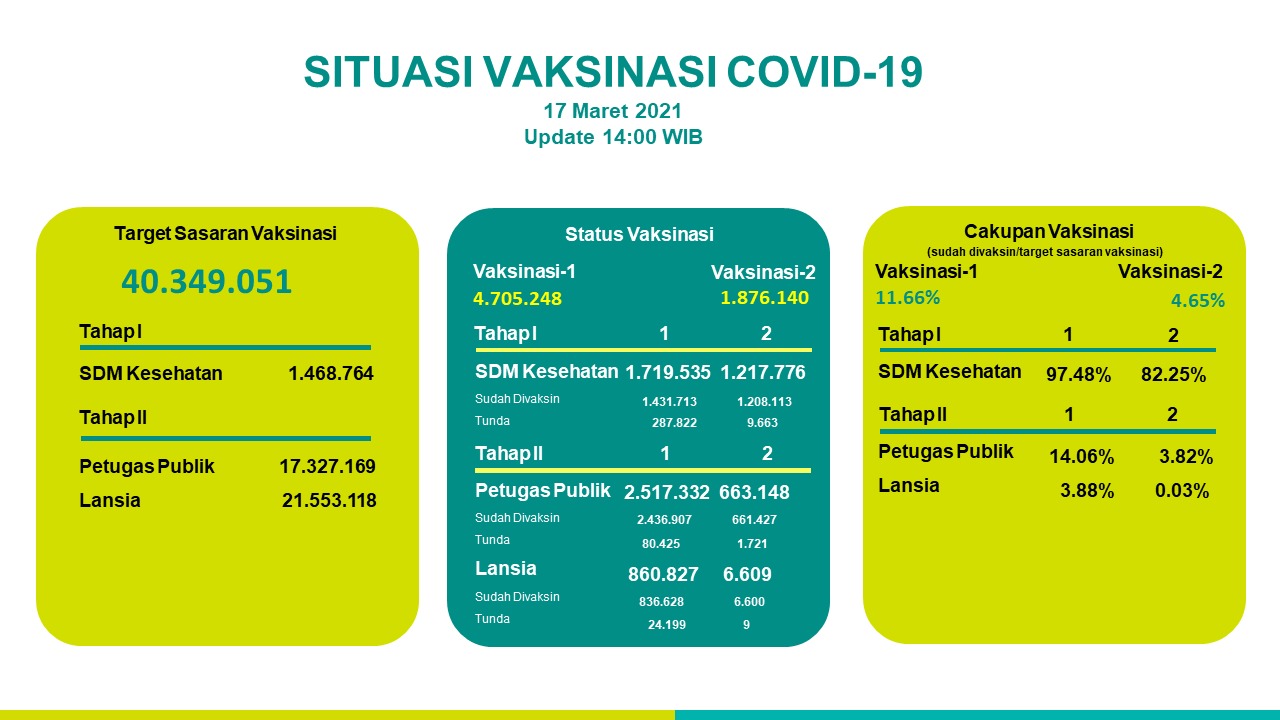 SITUASI VAKSINASI COVID-19
17 Maret 2021
Update 14:00 WIB
Target Sasaran Vaksinasi
40.349.051
Tahap I
SDM Kesehatan 1.468.764
Tahap II
Petugas Publik 17.327.169
Lansia 21.553.118
Status Vaksinasi
Vaksinasi-1 Vaksinasi-2
4.705.248 1.876.140
Tahap I 1 2
SDM Kesehatan 1.719.535 1.217.776
Sudah Divaksin 1.431.713 1.208.113
Tunda 287.822 9.663
Tahap II 1 2
Petugas Publik 2.517.332 663.148
Sudah Divaksin 2.436.907 661.427
Tunda 80.425 1.721
Lansia 860.827 6.609
Sudah Divaksin 836.628 6.600
Tunda 24.199 9
Cakupan Vaksinasi
(sudah divaksin/target sasaran vaksinasi)
Vaksinasi-1 Vaksinasi-2
11.66% 4.65%
Tahap I 1 2
SDM Kesehatan 97.48% 82.25%
Tahap II 1 2
Petugas Publik 14.06% 3.82%
Lansia 3.88% 0.03%